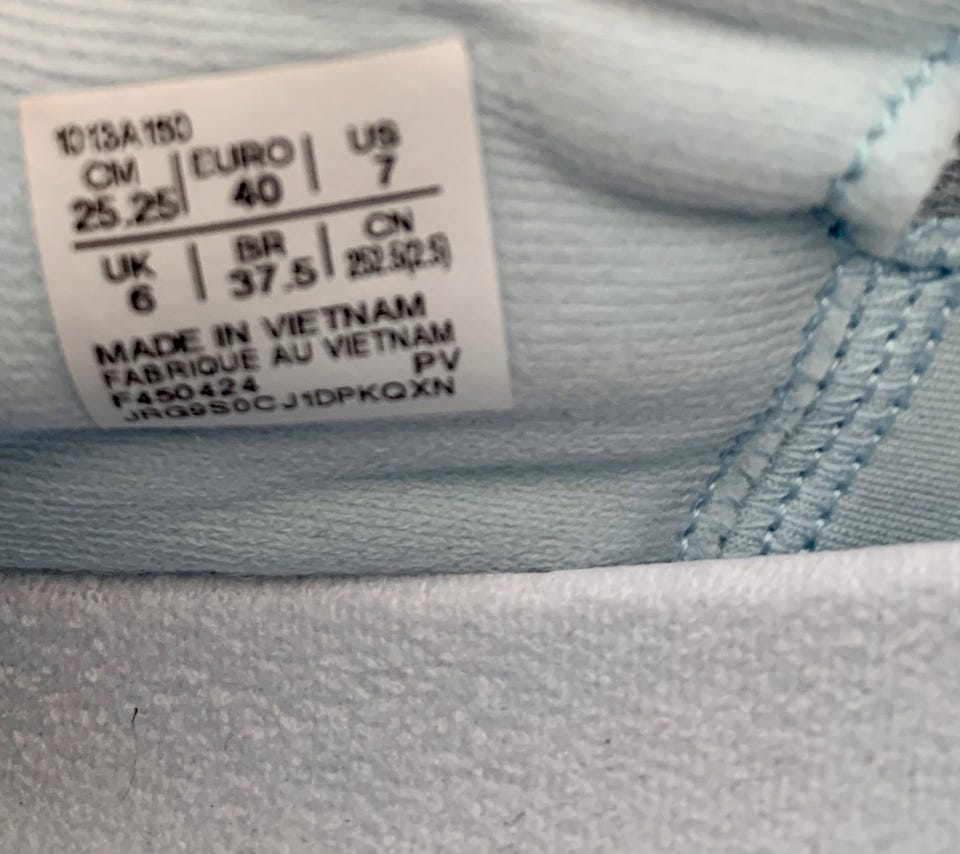 1013A150
CM | EURO | US
25.25 | 40 | 7
UK | BR | CN
6 | 37.5 | 252.5(2.5)
MADE IN VIETNAM
FABRIQUE AU VIETNAM
F450424 PV
JRG9S0CJ1DPKQXN